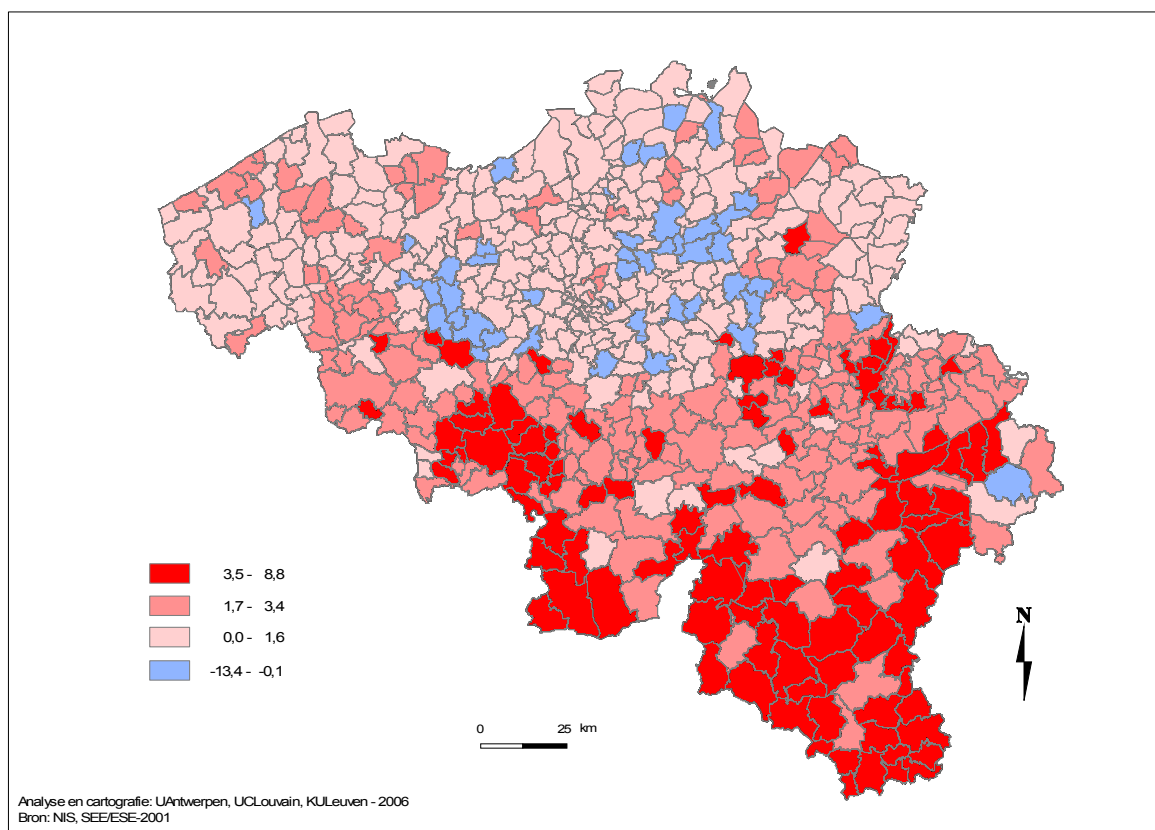 3,5 - 8,8
1,7 - 3,4
0,0 - 1,6
-13,4 - -0,1
N
0 25 km
Analyse en cartografie: UAntwerpen, UCLouvain, KULeuven - 2006
Bron: NIS, SEE/ESE-2001